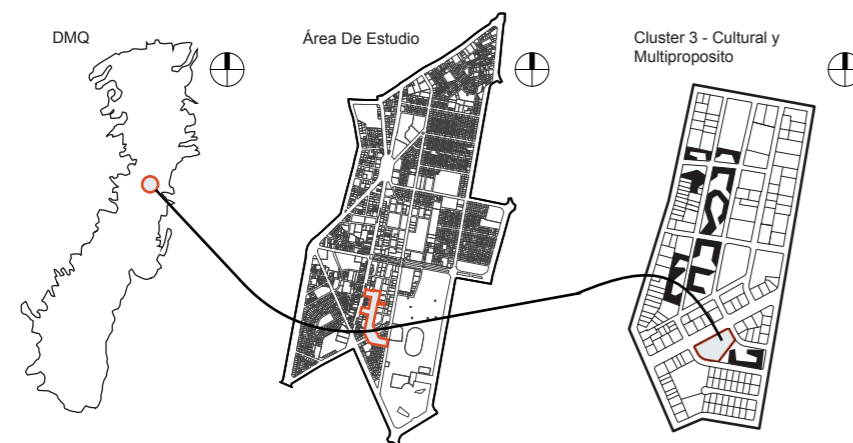 DMQ
Área De Estudio
Cluster 3 - Cultural y
Multiproposito